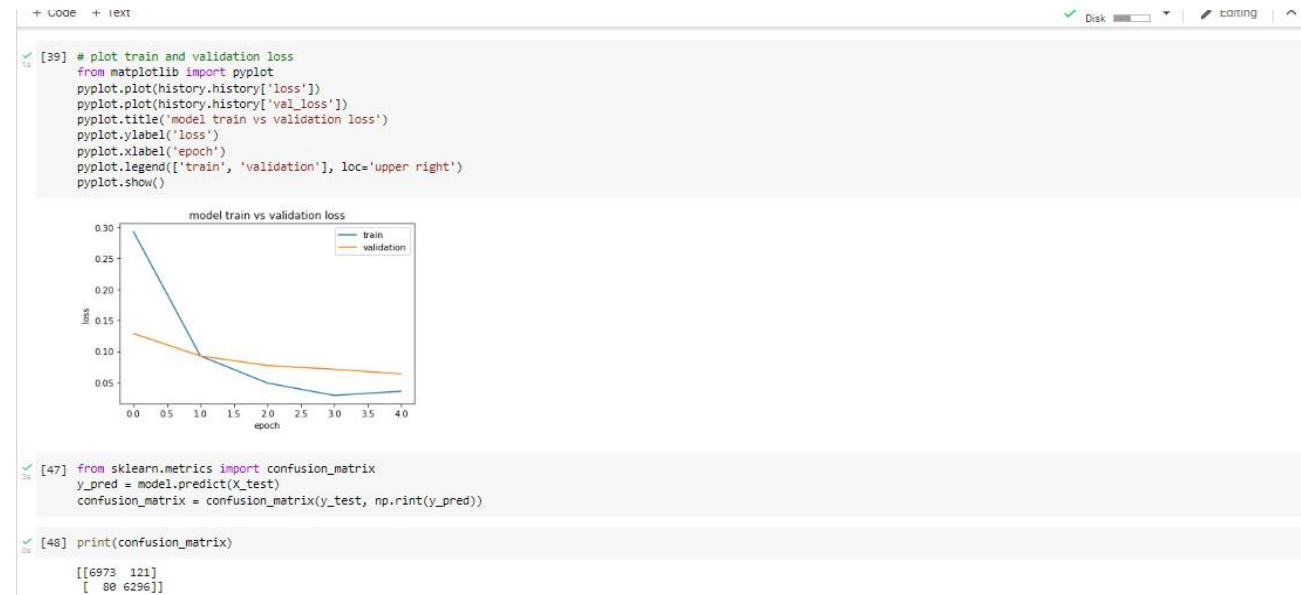 + Code + Text
Disk
Editing
[39] # plot train and validation loss
1s
from matplotlib import pyplot
pyplot.plot(history.history['loss'])
pyplot.plot(history.history['val_loss'])
pyplot.title('model train vs validation loss')
pyplot.ylabel('loss')
pyplot.xlabel('epoch')
pyplot.legend(['train', 'validation'], loc='upper right')
pyplot.show()
model train vs validation loss
train
validation
0.30
0.25
0.20
0.15
0.10
0.05
loss
0.0 0.5 1.0 1.5 2.0 2.5 3.0 3.5 4.0
epoch
[47] from sklearn.metrics import confusion_matrix
3s
y_pred = model.predict(X_test)
confusion_matrix = confusion_matrix(y_test, np.rint(y_pred))
[48] print(confusion_matrix)
0s
[[6973 121]
[ 80 6296]]